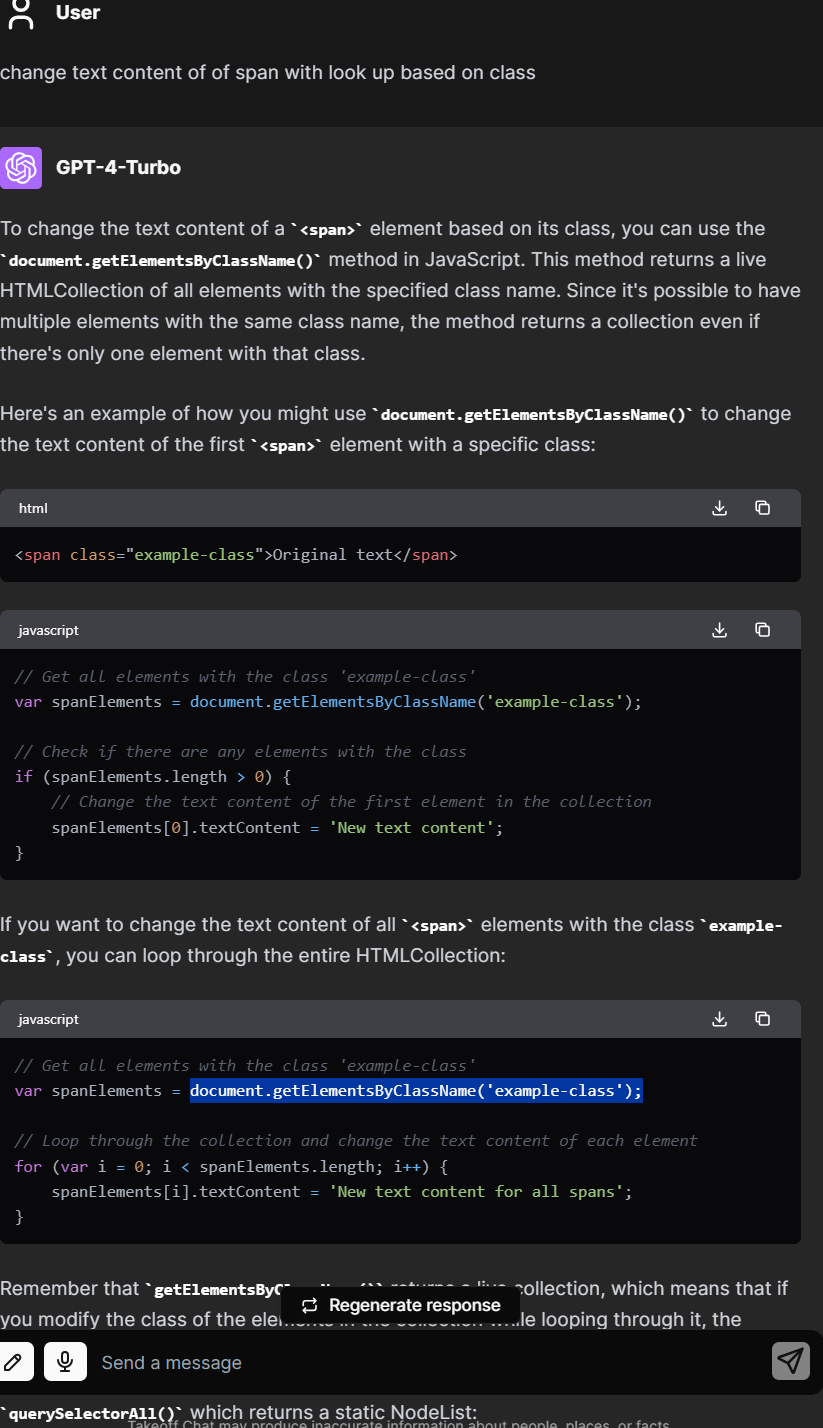 User
change text content of of span with look up based on class
GPT-4-Turbo
To change the text content of a `<span>` element based on its class, you can use the
`document.getElementsByClassName()` method in JavaScript. This method returns a live
HTMLCollection of all elements with the specified class name. Since it's possible to have
multiple elements with the same class name, the method returns a collection even if
there's only one element with that class.
Here's an example of how you might use `document.getElementsByClassName()` to change
the text content of the first `<span>` element with a specific class:
html
<span class="example-class">Original text</span>
javascript
// Get all elements with the class 'example-class'
var spanElements = document.getElementsByClassName('example-class');
// Check if there are any elements with the class
if (spanElements.length > 0) {
    // Change the text content of the first element in the collection
    spanElements[0].textContent = 'New text content';
}
If you want to change the text content of all `<span>` elements with the class `example-
class`, you can loop through the entire HTMLCollection:
javascript
// Get all elements with the class 'example-class'
var spanElements = document.getElementsByClassName('example-class');
// Loop through the collection and change the text content of each element
for (var i = 0; i < spanElements.length; i++) {
    spanElements[i].textContent = 'New text content for all spans';
}
Remember that returns a live collection, which means that if
Regenerate response
you modify the class of the elements in the collection while looping through it, the
Send a message
`querySelectorAll()` which returns a static NodeList:
Takeoff Chat may produce inaccurate information about people, places, or facts